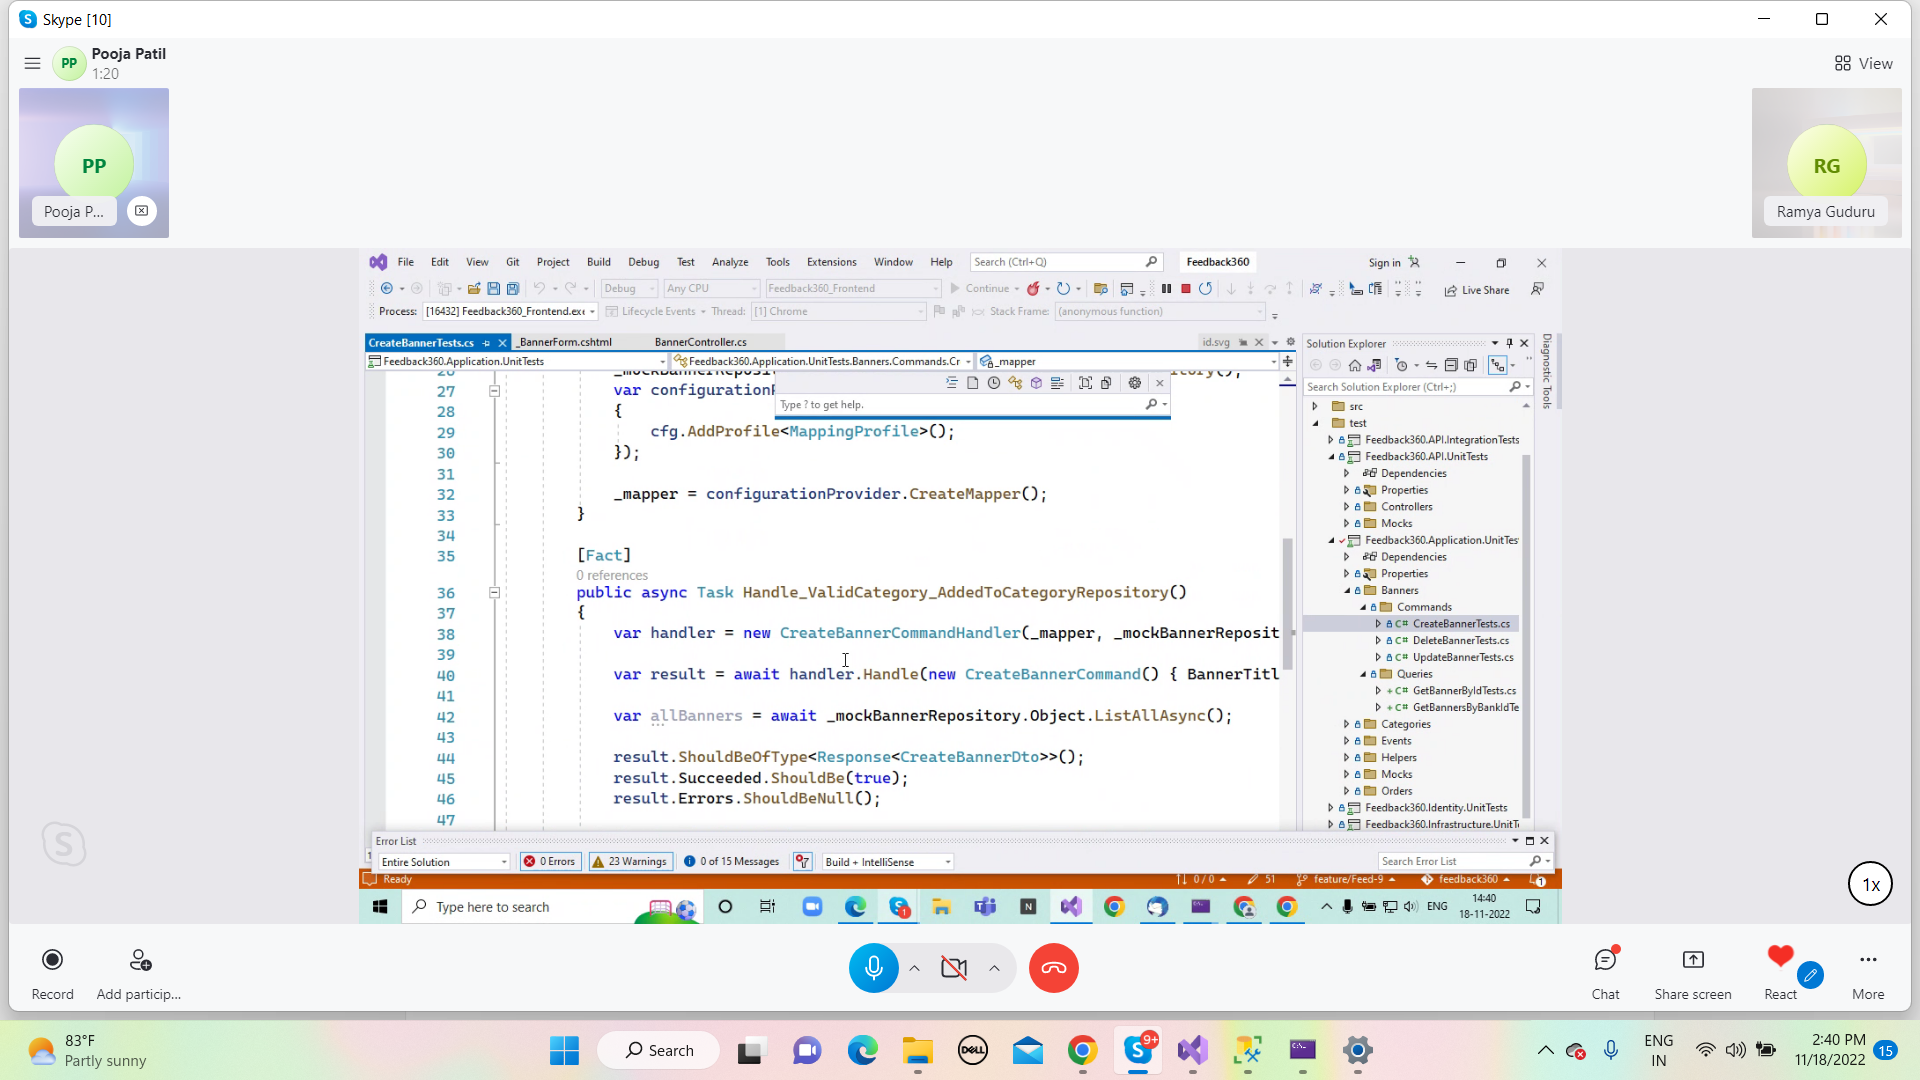 Skype [10]
PP
Pooja Patil
1:20
View
PP
Pooja P...
RG
Ramya Guduru
File Edit View Git Project Build Debug Test Analyze Tools Extensions Window Help Search (Ctrl+Q) Feedback360 Sign in
Debug Any CPU Feedback360_Frontend Continue Live Share
Process: [16432] Feedback360_Frontend.exe Lifecycle Events Thread: [1] Chrome Stack Frame: (anonymous function)
CreateBannerTests.cs _BannerForm.cshtml BannerController.cs id.svg
Feedback360.Application.UnitTests Feedback360.Application.UnitTests.Banners.Commands.Cr _mapper
27 var configurationP
Type ? to get help.
28 {
29 cfg.AddProfile<MappingProfile>();
30 });
31
32 _mapper = configurationProvider.CreateMapper();
33 }
34
35 [Fact]
0 references
36 public async Task Handle_ValidCategory_AddedToCategoryRepository()
37 {
38 var handler = new CreateBannerCommandHandler(_mapper, _mockBannerReposit
39
40 var result = await handler.Handle(new CreateBannerCommand() { BannerTitl
41
42 var allBanners = await _mockBannerRepository.Object.ListAllAsync();
43
44 result.ShouldBeOfType<Response<CreateBannerDto>>();
45 result.Succeeded.ShouldBe(true);
46 result.Errors.ShouldBeNull();
47
Solution Explorer
Search Solution Explorer (Ctrl+;)
src
test
Feedback360.API.IntegrationTests
Feedback360.API.UnitTests
Dependencies
Properties
Controllers
Mocks
Feedback360.Application.UnitTes
Dependencies
Properties
Banners
Commands
C# CreateBannerTests.cs
C# DeleteBannerTests.cs
C# UpdateBannerTests.cs
Queries
+ C# GetBannerByIdTests.cs
+ C# GetBannersByBankIdTe
Categories
Events
Helpers
Mocks
Orders
Feedback360.Identity.UnitTests
Feedback360.Infrastructure.UnitT
Diagnostic Tools
Error List
Entire Solution 0 Errors 23 Warnings 0 of 15 Messages Build + IntelliSense Search Error List
Ready 0 / 0 51 feature/Feed-9 feedback360 1
Type here to search 1 ENG 14:40
18-11-2022
1x
Record
Add particip...
Chat
Share screen
React
More
83°F
Partly sunny
Search
DELL
9+
ENG
IN
2:40 PM
11/18/2022
15